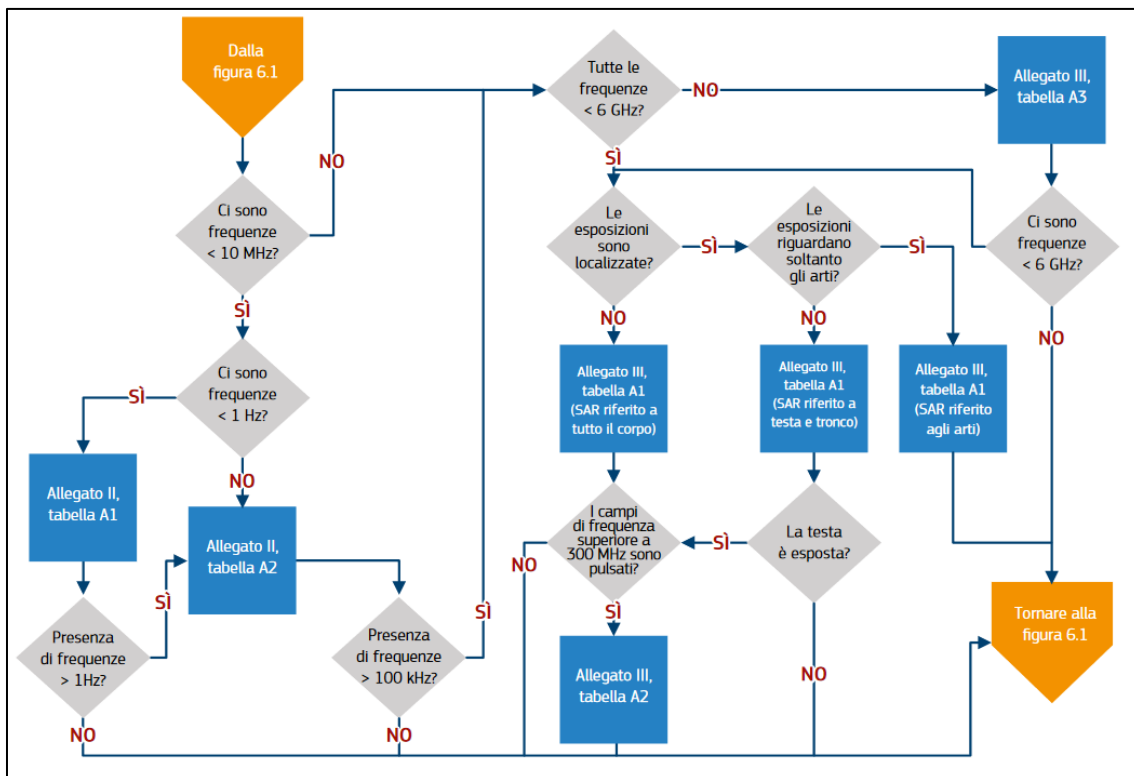 Dalla
figura 6.1
Ci sono
frequenze
< 10 MHz?
NO
SÌ
Ci sono
frequenze
< 1 Hz?
SÌ
NO
Allegato II,
tabella A1
Allegato II,
tabella A2
Presenza
di frequenze
> 1Hz?
SÌ
NO
Presenza
di frequenze
> 100 kHz?
SÌ
NO
Tutte le
frequenze
< 6 GHz?
NO
SÌ
Allegato III,
tabella A3
Ci sono
frequenze
< 6 GHz?
NO
Le
esposizioni
sono
localizzate?
SÌ
NO
Le
esposizioni
riguardano
soltanto
gli arti?
SÌ
NO
Allegato III,
tabella A1
(SAR riferito a
tutto il corpo)
Allegato III,
tabella A1
(SAR riferito a
testa e tronco)
Allegato III,
tabella A1
(SAR riferito
agli arti)
I campi
di frequenza
superiore a
300 MHz sono
pulsati?
NO
SÌ
SÌ
La testa
è esposta?
NO
Allegato III,
tabella A2
Tornare alla
figura 6.1